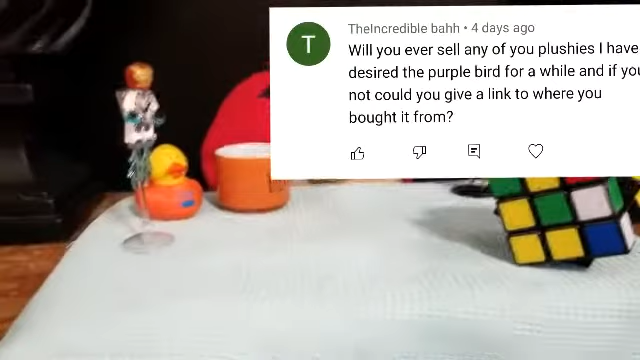 T
TheIncredible bahh • 4 days ago
Will you ever sell any of you plushies I have
desired the purple bird for a while and if you
not could you give a link to where you
bought it from?